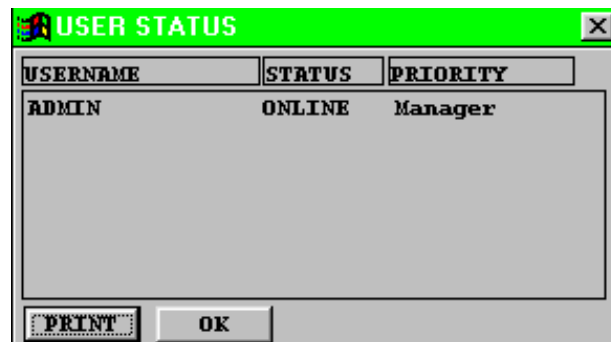 USER STATUS
USERNAME STATUS PRIORITY
ADMIN ONLINE Manager
PRINT OK